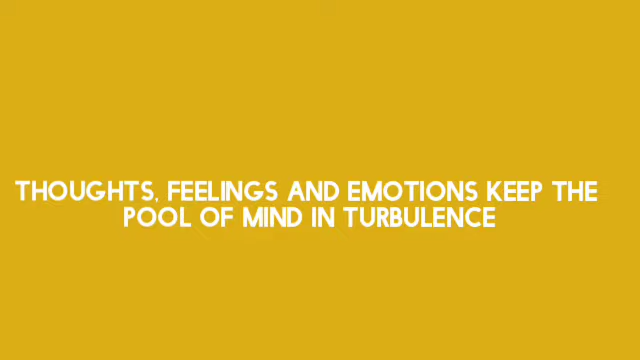 THOUGHTS, FEELINGS AND EMOTIONS KEEP THE
POOL OF MIND IN TURBULENCE